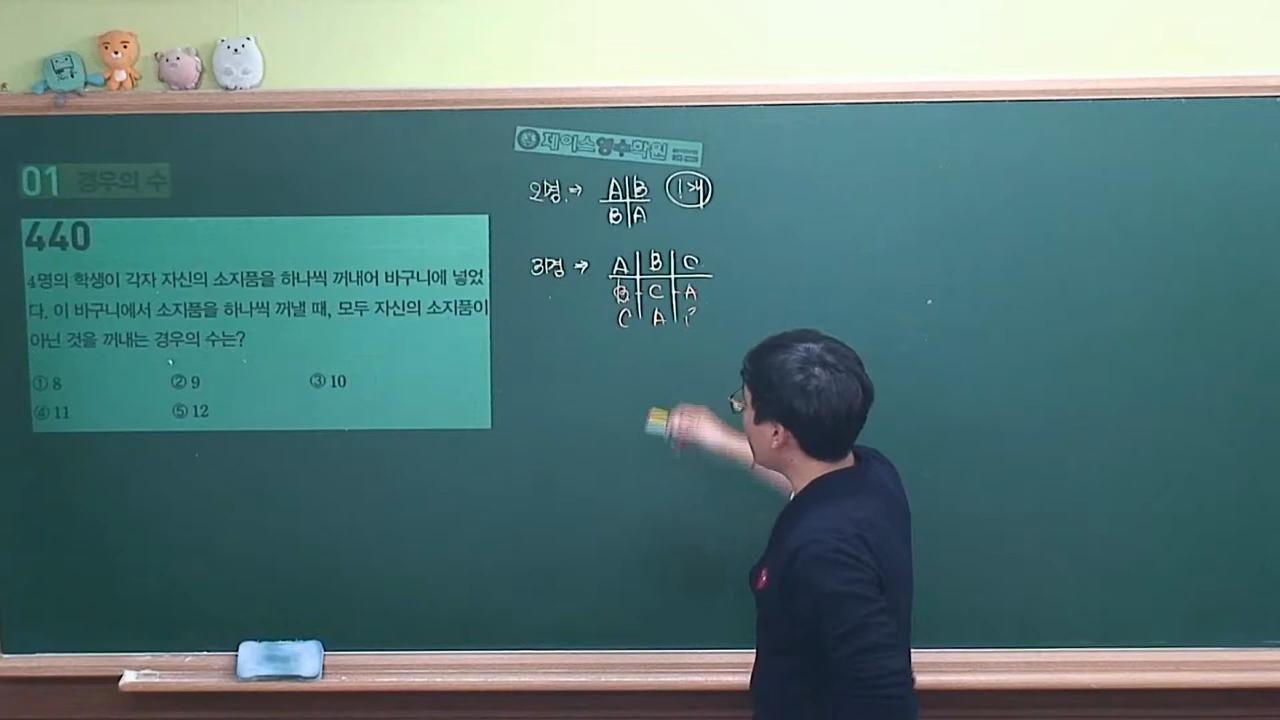 제이스영수학원
01 경우의 수
440
4명의 학생이 각자 자신의 소지품을 하나씩 꺼내어 바구니에 넣었
다. 이 바구니에서 소지품을 하나씩 꺼낼 때, 모두 자신의 소지품이
아닌 것을 꺼내는 경우의 수는?
① 8 ② 9 ③ 10
④ 11 ⑤ 12
2명 → A B 1개
B A
3명 → A B C
B C A
C A B